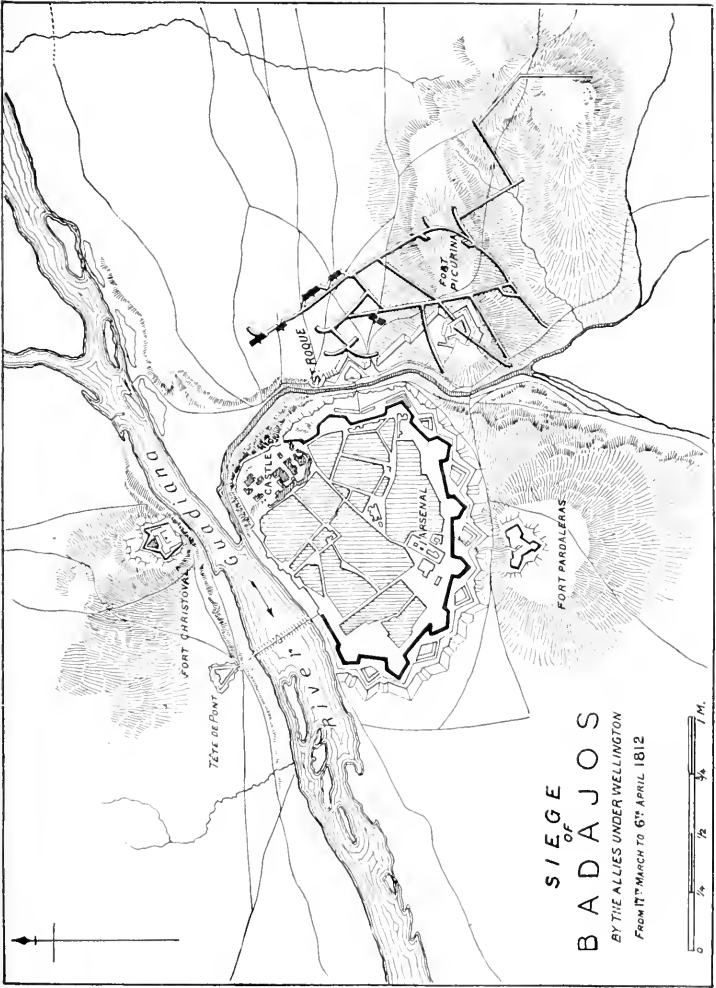 SIEGE
OF
BADAJOS
BY THE ALLIES UNDER WELLINGTON
FROM 17TH MARCH TO 6TH APRIL 1812
0 1/4 1/2 3/4 1 M.
River Guadiana
FORT CHRISTOVAL
TÊTE DE PONT
CASTLE
ARSENAL
ST ROQUE
FORT
PICURINA
FORT PARDALERAS